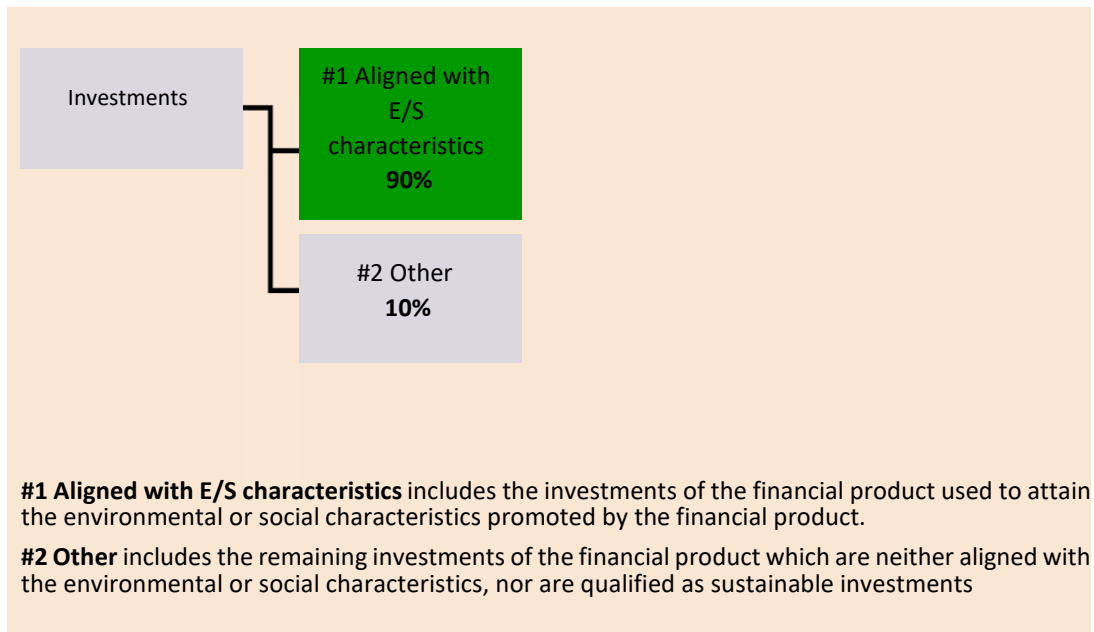 Investments
#1 Aligned with
E/S
characteristics
90%
#2 Other
10%
#1 Aligned with E/S characteristics includes the investments of the financial product used to attain
the environmental or social characteristics promoted by the financial product.
#2 Other includes the remaining investments of the financial product which are neither aligned with
the environmental or social characteristics, nor are qualified as sustainable investments